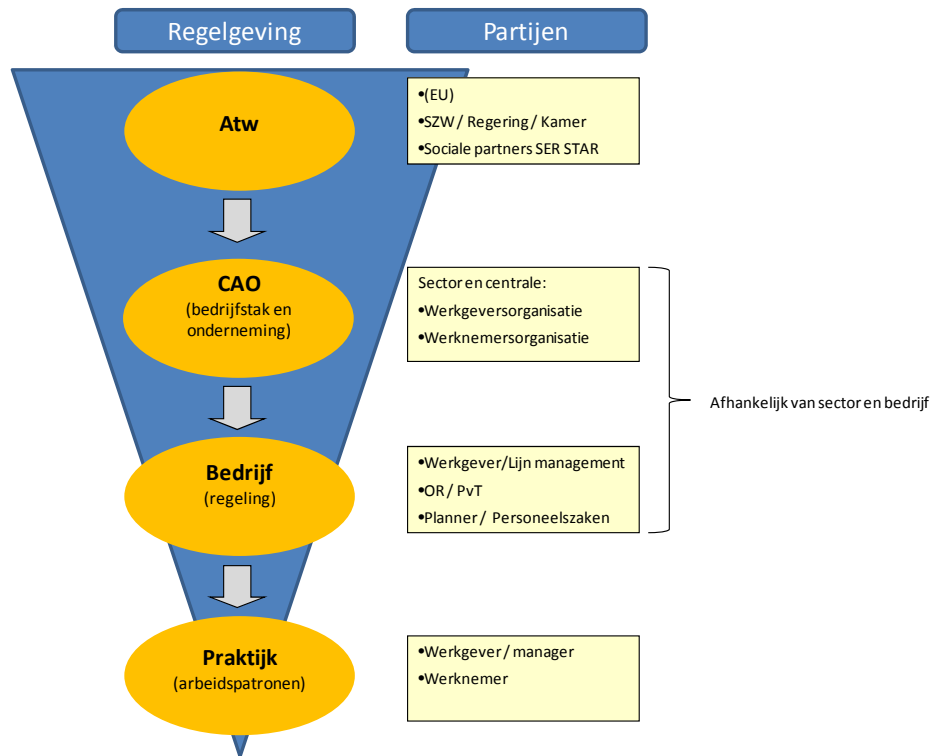 Regelgeving
Partijen
Atw
•(EU)
•SZW / Regering / Kamer
•Sociale partners SER STAR
CAO
(bedrijfstak en
onderneming)
Sector en centrale:
•Werkgeversorganisatie
•Werknemersorganisatie
Afhankelijk van sector en bedrijf
Bedrijf
(regeling)
•Werkgever/Lijn management
•OR / PvT
•Planner / Personeelszaken
Praktijk
(arbeidspatronen)
•Werkgever / manager
•Werknemer